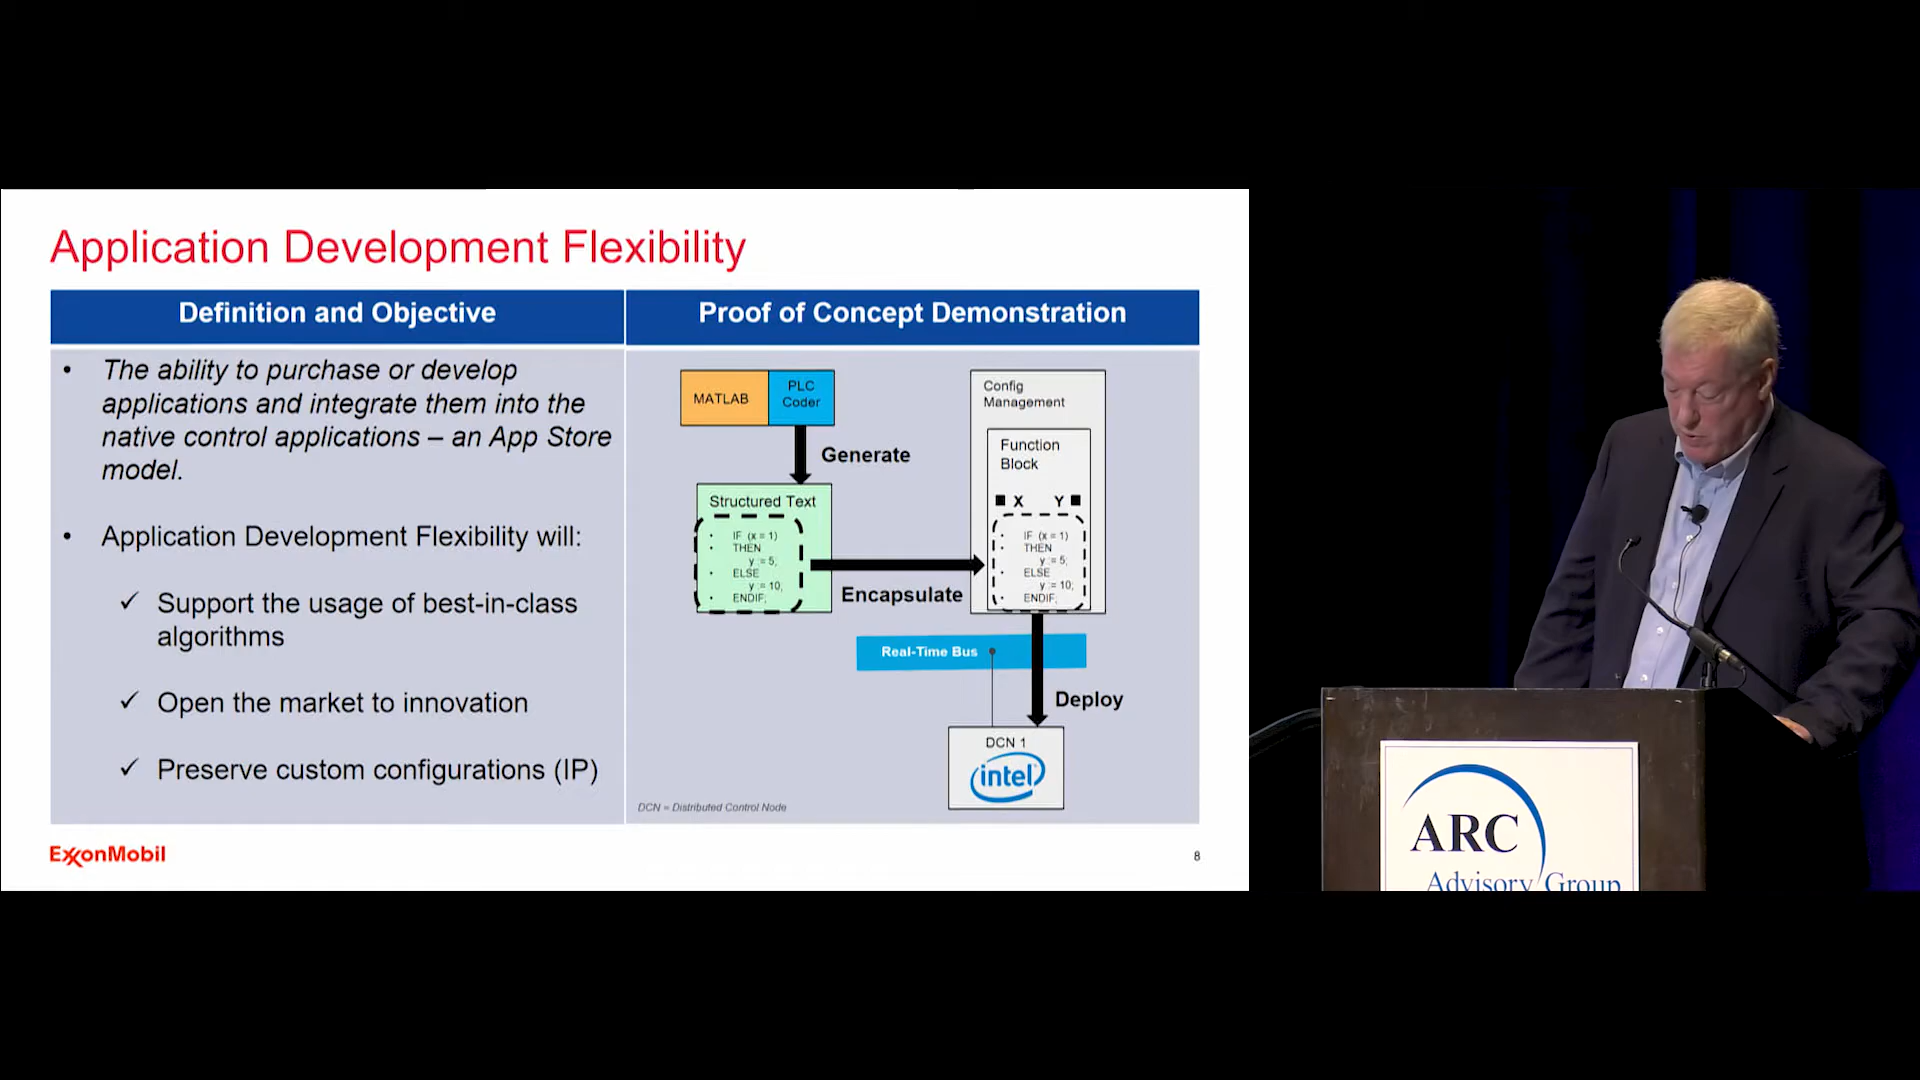 Application Development Flexibility
Definition and Objective
• The ability to purchase or develop
applications and integrate them into the
native control applications – an App Store
model.
• Application Development Flexibility will:
✓ Support the usage of best-in-class
algorithms
✓ Open the market to innovation
✓ Preserve custom configurations (IP)
Proof of Concept Demonstration
MATLAB
PLC
Coder
Generate
Structured Text
• IF (x = 1)
• THEN
y = 5;
• ELSE
y = 10;
• ENDIF;
Encapsulate
Config
Management
Function
Block
X Y
• IF (x = 1)
• THEN
y = 5;
• ELSE
y = 10;
• ENDIF;
Real-Time Bus
Deploy
DCN 1
intel
DCN = Distributed Control Node
ExxonMobil
8
ARC
Advisory Group